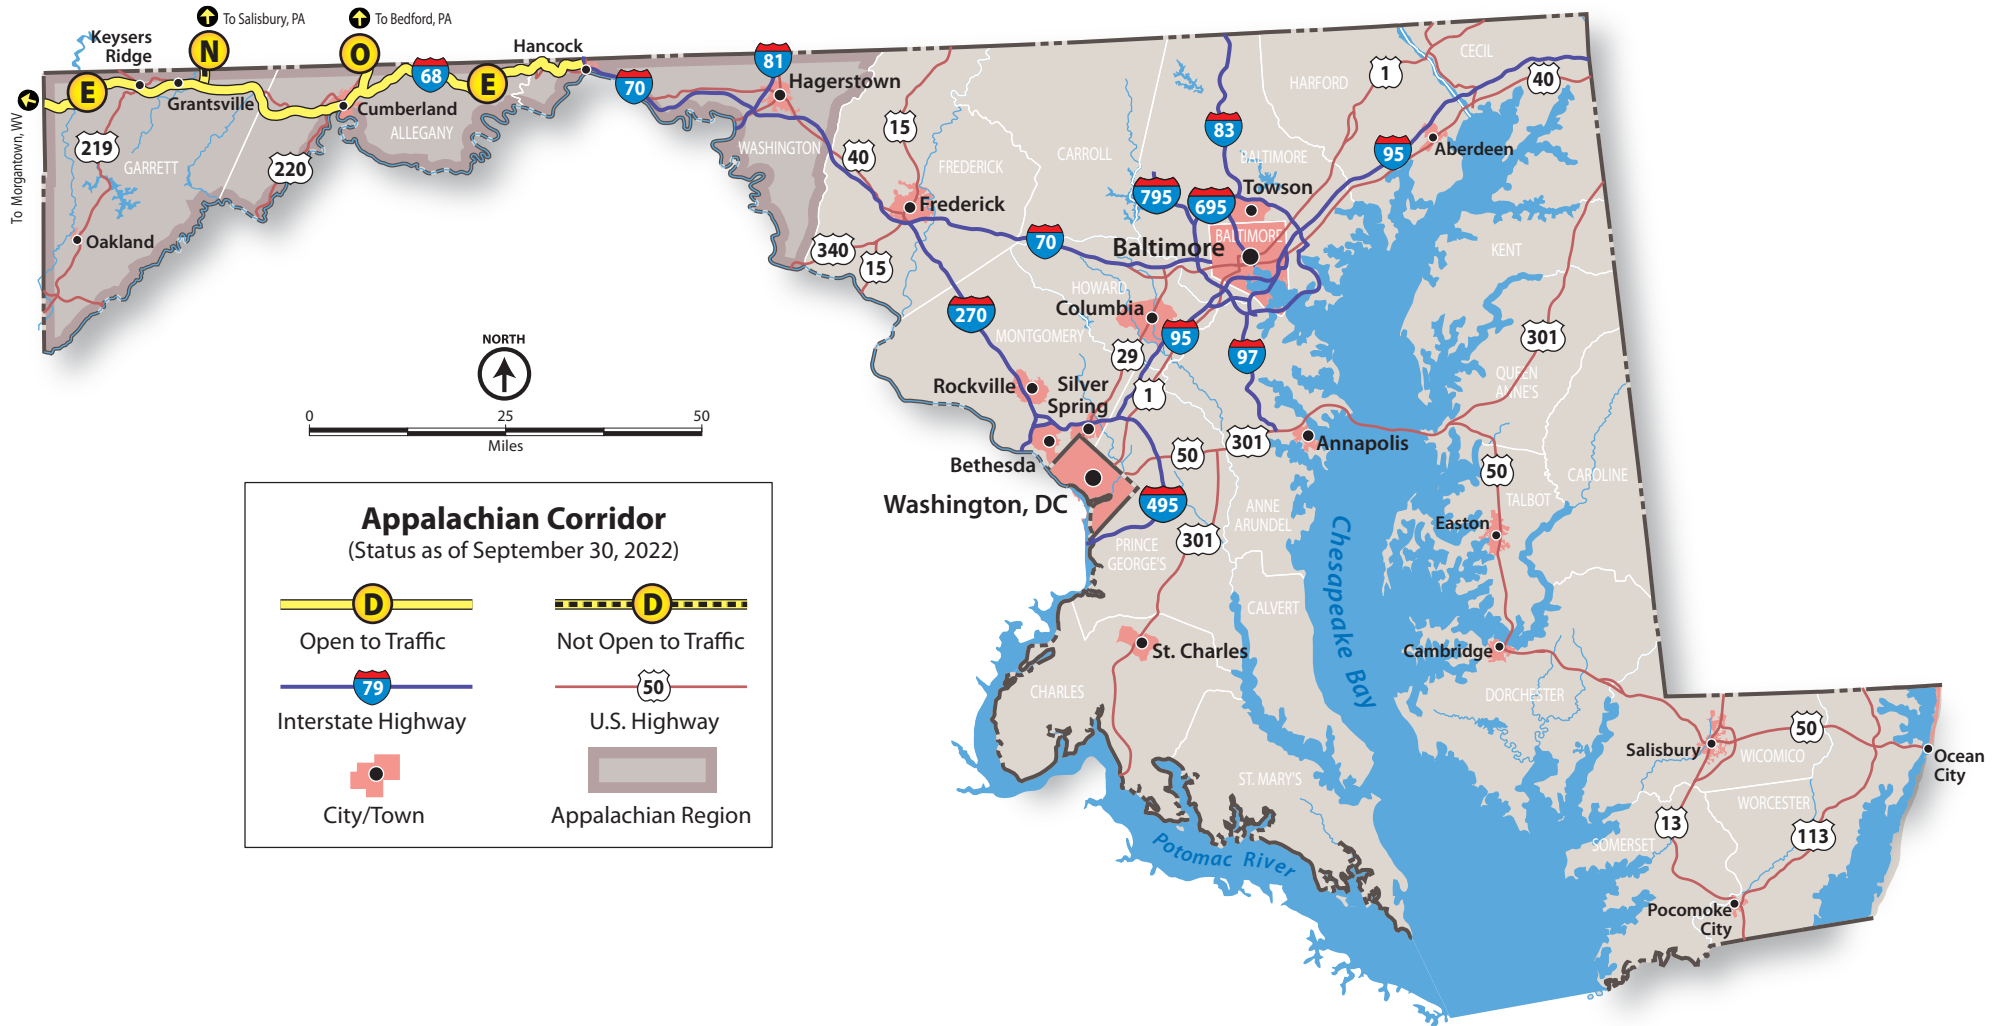 To Salisbury, PA
To Bedford, PA
Keysers
Ridge
N
O
Hancock
E
68
E
70
81
Hagerstown
Grantsville
Cumberland
ALLEGANY
To Morgantown, WV
219
GARRETT
220
Oakland
WASHINGTON
40
15
FREDERICK
CARROLL
Frederick
340
15
70
83
BALTIMORE
HARFORD
CECIL
1
40
95
Aberdeen
795
695
Towson
BALTIMORE
Baltimore
KENT
HOWARD
Columbia
270
MONTGOMERY
29
95
97
301
QUEEN
ANNE'S
Rockville
Silver
Spring
1
Bethesda
50
301
Annapolis
Washington, DC
495
ANNE
ARUNDEL
50
TALBOT
CAROLINE
Easton
PRINCE
GEORGE'S
301
CALVERT
Chesapeake Bay
Cambridge
St. Charles
CHARLES
DORCHESTER
ST. MARY'S
Potomac River
Salisbury
50
WICOMICO
Ocean
City
WORCESTER
13
113
SOMERSET
Pocomoke
City
NORTH
0 25 50
Miles
Appalachian Corridor
(Status as of September 30, 2022)
D D
Open to Traffic Not Open to Traffic
79 50
Interstate Highway U.S. Highway
City/Town Appalachian Region